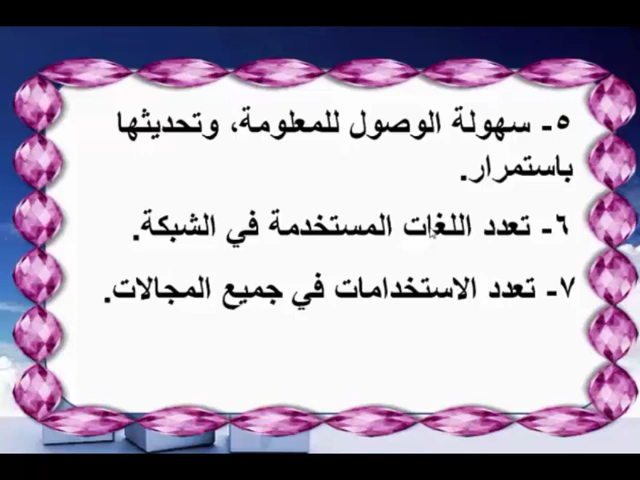 ٥- سهولة الوصول للمعلومة، وتحديثها
باستمرار.
٦- تعدد اللغات المستخدمة في الشبكة.
٧- تعدد الاستخدامات في جميع المجالات.